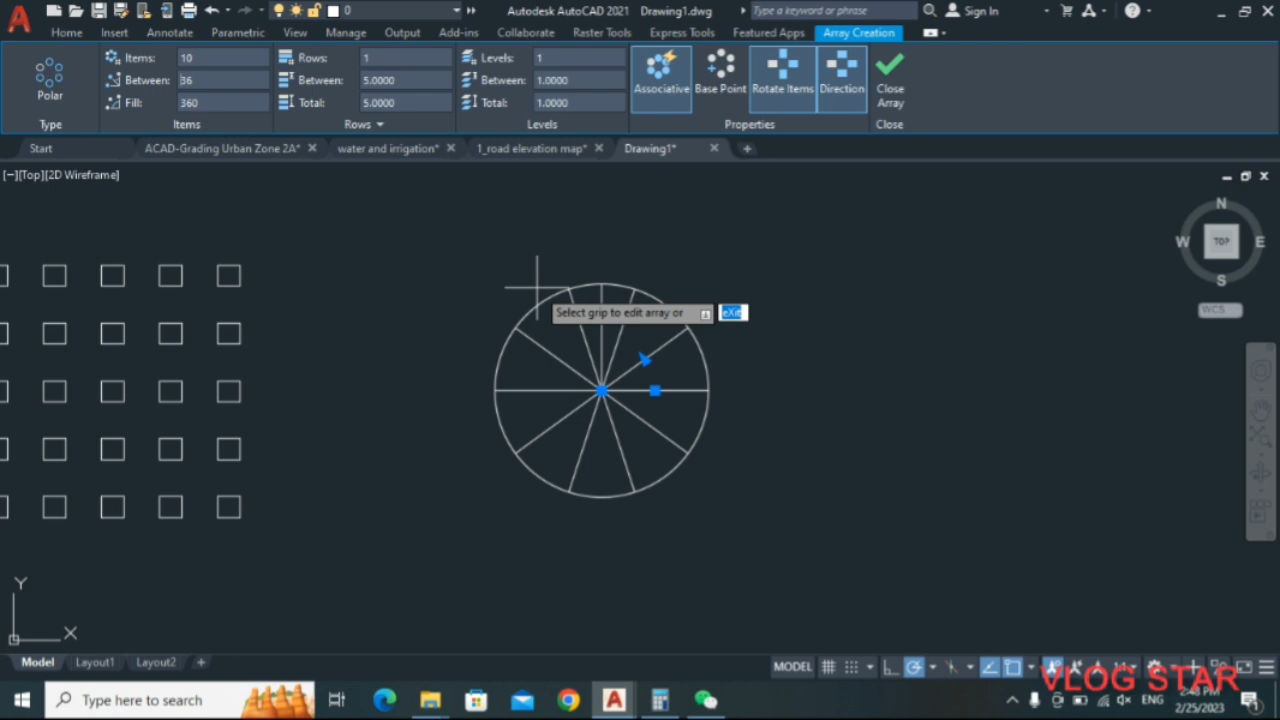 Autodesk AutoCAD 2021 Drawing1.dwg
Type a keyword or phrase
Sign In
0
Home Insert Annotate Parametric View Manage Output Add-ins Collaborate Raster Tools Express Tools Featured Apps Array Creation
Polar
Type
Items: 10
Between: 36
Fill: 360
Items
Rows: 1
Between: 5.0000
Total: 5.0000
Rows
Levels: 1
Between: 1.0000
Total: 1.0000
Levels
Associative Base Point Rotate Items Direction
Properties
Close
Array
Close
Start ACAD-Grading Urban Zone 2A* water and irrigation* 1_road elevation map* Drawing1*
[−][Top][2D Wireframe]
N
W TOP E
S
WCS
Select grip to edit array or eXit
Y
X
Model Layout1 Layout2
MODEL
VLOG STAR
Type here to search
ENG
2:48 PM
2/25/2023